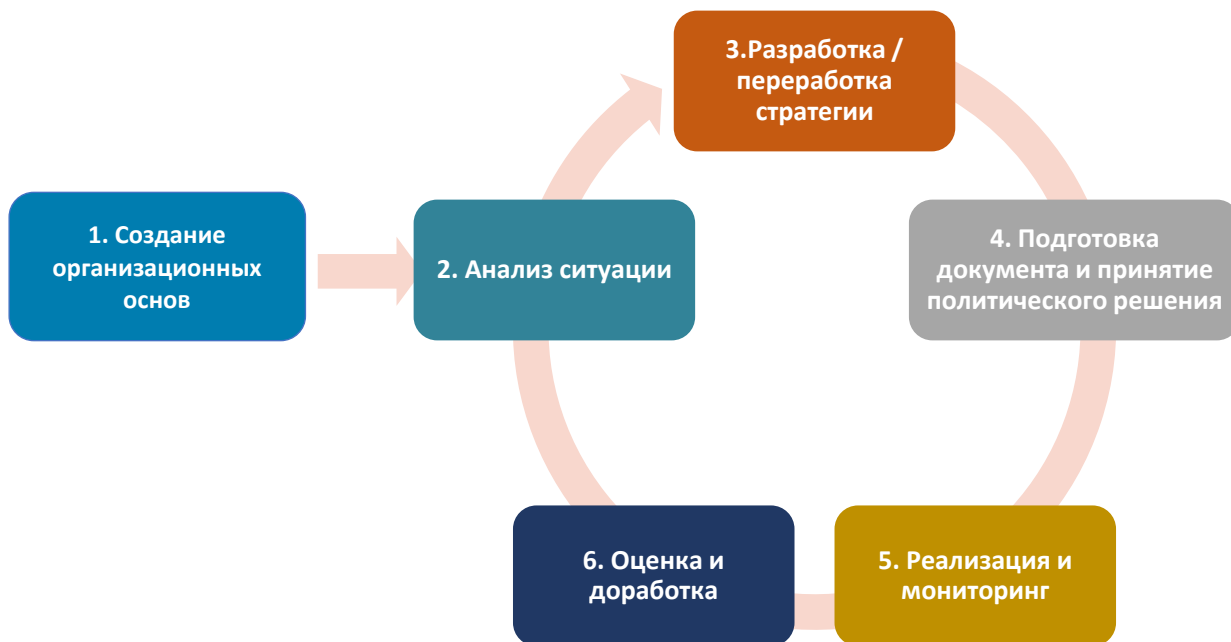 1. Создание
организационных
основ
2. Анализ ситуации
3.Разработка /
переработка
стратегии
4. Подготовка
документа и принятие
политического решения
5. Реализация и
мониторинг
6. Оценка и
доработка